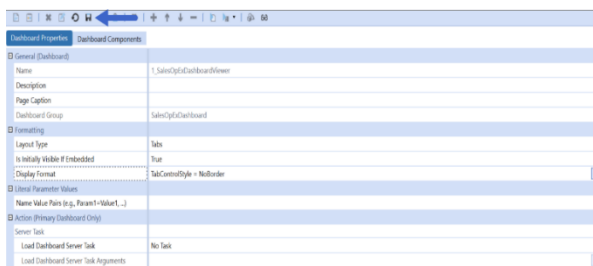 Dashboard Properties Dashboard Components
General (Dashboard)
Name 1_SalesOpExDashboardViewer
Description
Page Caption
Dashboard Group SalesOpExDashboard
Formatting
Layout Type Tabs
Is Initially Visible If Embedded True
Display Format TabControlStyle = NoBorder
Literal Parameter Values
Name Value Pairs (e.g., Param1=Value1, ...)
Action (Primary Dashboard Only)
Server Task
Load Dashboard Server Task No Task
Load Dashboard Server Task Arguments